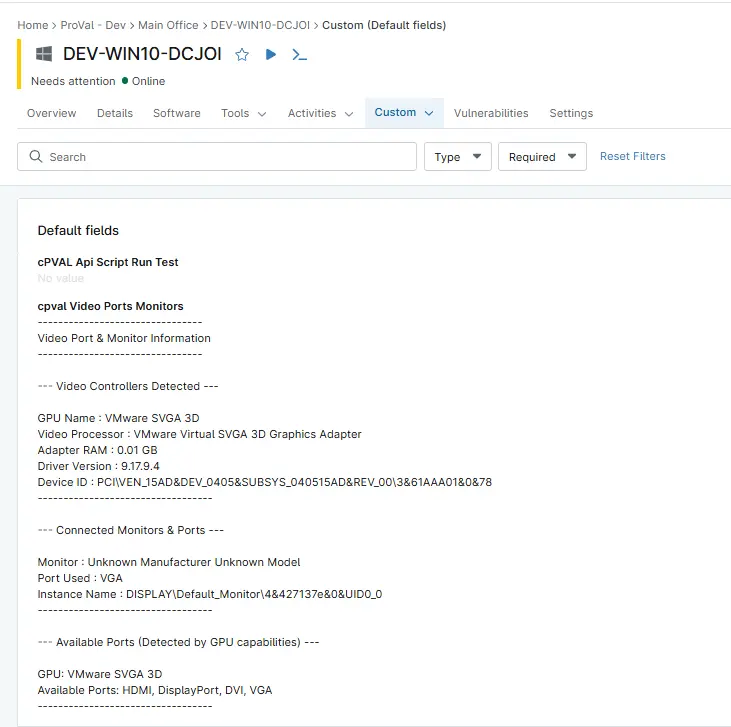 Home > ProVal - Dev > Main Office > DEV-WIN10-DCJOI > Custom (Default fields)
DEV-WIN10-DCJOI
Needs attention ● Online
Overview Details Software Tools Activities Custom Vulnerabilities Settings
Search Type Required Reset Filters
Default fields
cPVAL Api Script Run Test
No value
cpval Video Ports Monitors
--------------------------------
Video Port & Monitor Information
--------------------------------
--- Video Controllers Detected ---
GPU Name : VMware SVGA 3D
Video Processor : VMware Virtual SVGA 3D Graphics Adapter
Adapter RAM : 0.01 GB
Driver Version : 9.17.9.4
Device ID : PCI\VEN_15AD&DEV_0405&SUBSYS_040515AD&REV_00\3&61AAA01&0&78
----------------------------------
--- Connected Monitors & Ports ---
Monitor : Unknown Manufacturer Unknown Model
Port Used : VGA
Instance Name : DISPLAY\Default_Monitor\4&427137e&0&UID0_0
----------------------------------
--- Available Ports (Detected by GPU capabilities) ---
GPU: VMware SVGA 3D
Available Ports: HDMI, DisplayPort, DVI, VGA
----------------------------------